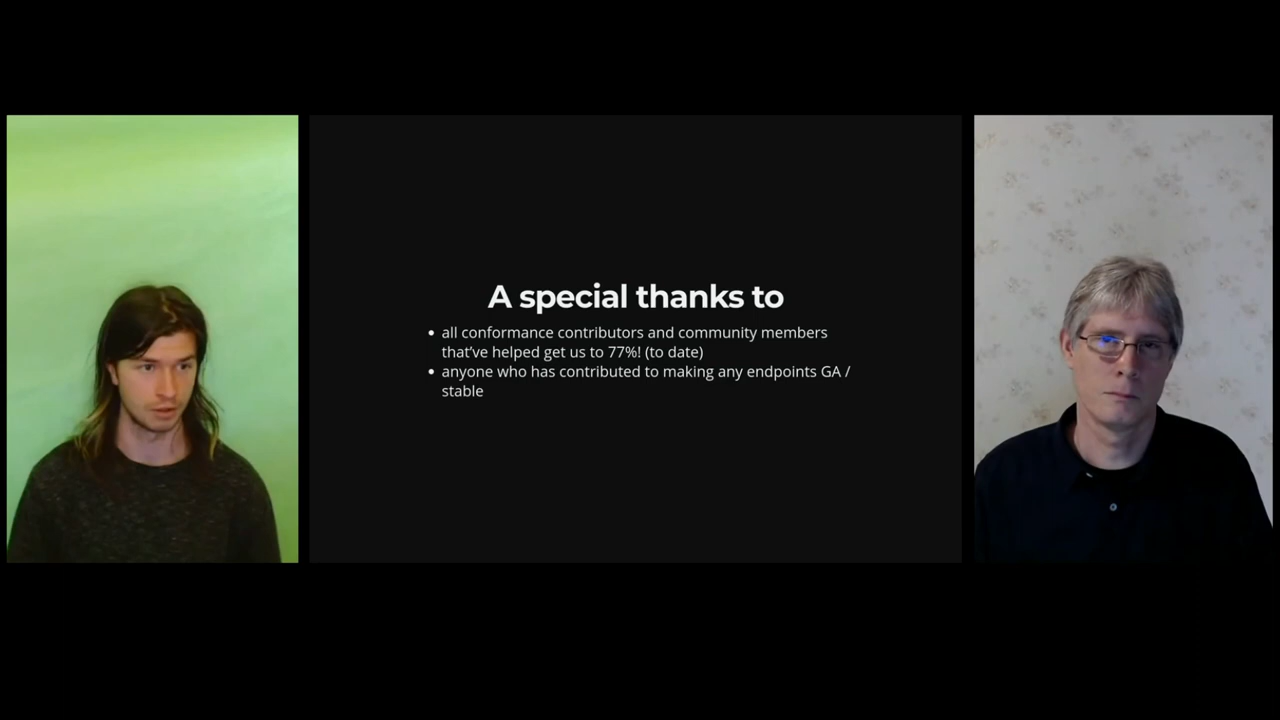 A special thanks to
• all conformance contributors and community members
that've helped get us to 77%! (to date)
• anyone who has contributed to making any endpoints GA /
stable